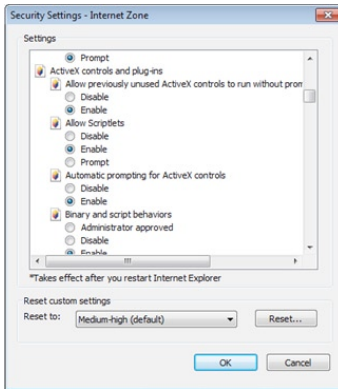 Security Settings - Internet Zone
Settings
Prompt
ActiveX controls and plug-ins
Allow previously unused ActiveX controls to run without pron
Disable
Enable
Allow Scriptlets
Disable
Enable
Prompt
Automatic prompting for ActiveX controls
Disable
Enable
Binary and script behaviors
Administrator approved
Disable
Enable
*Takes effect after you restart Internet Explorer
Reset custom settings
Reset to: Medium-high (default) Reset...
OK Cancel